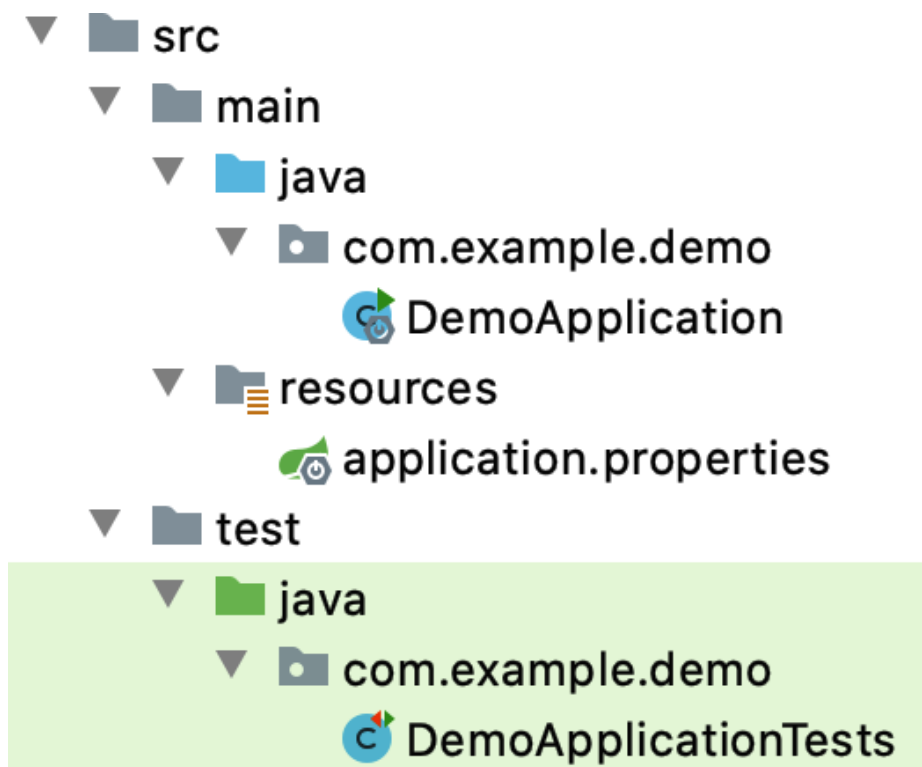 src
main
java
com.example.demo
DemoApplication
resources
application.properties
test
java
com.example.demo
DemoApplicationTests